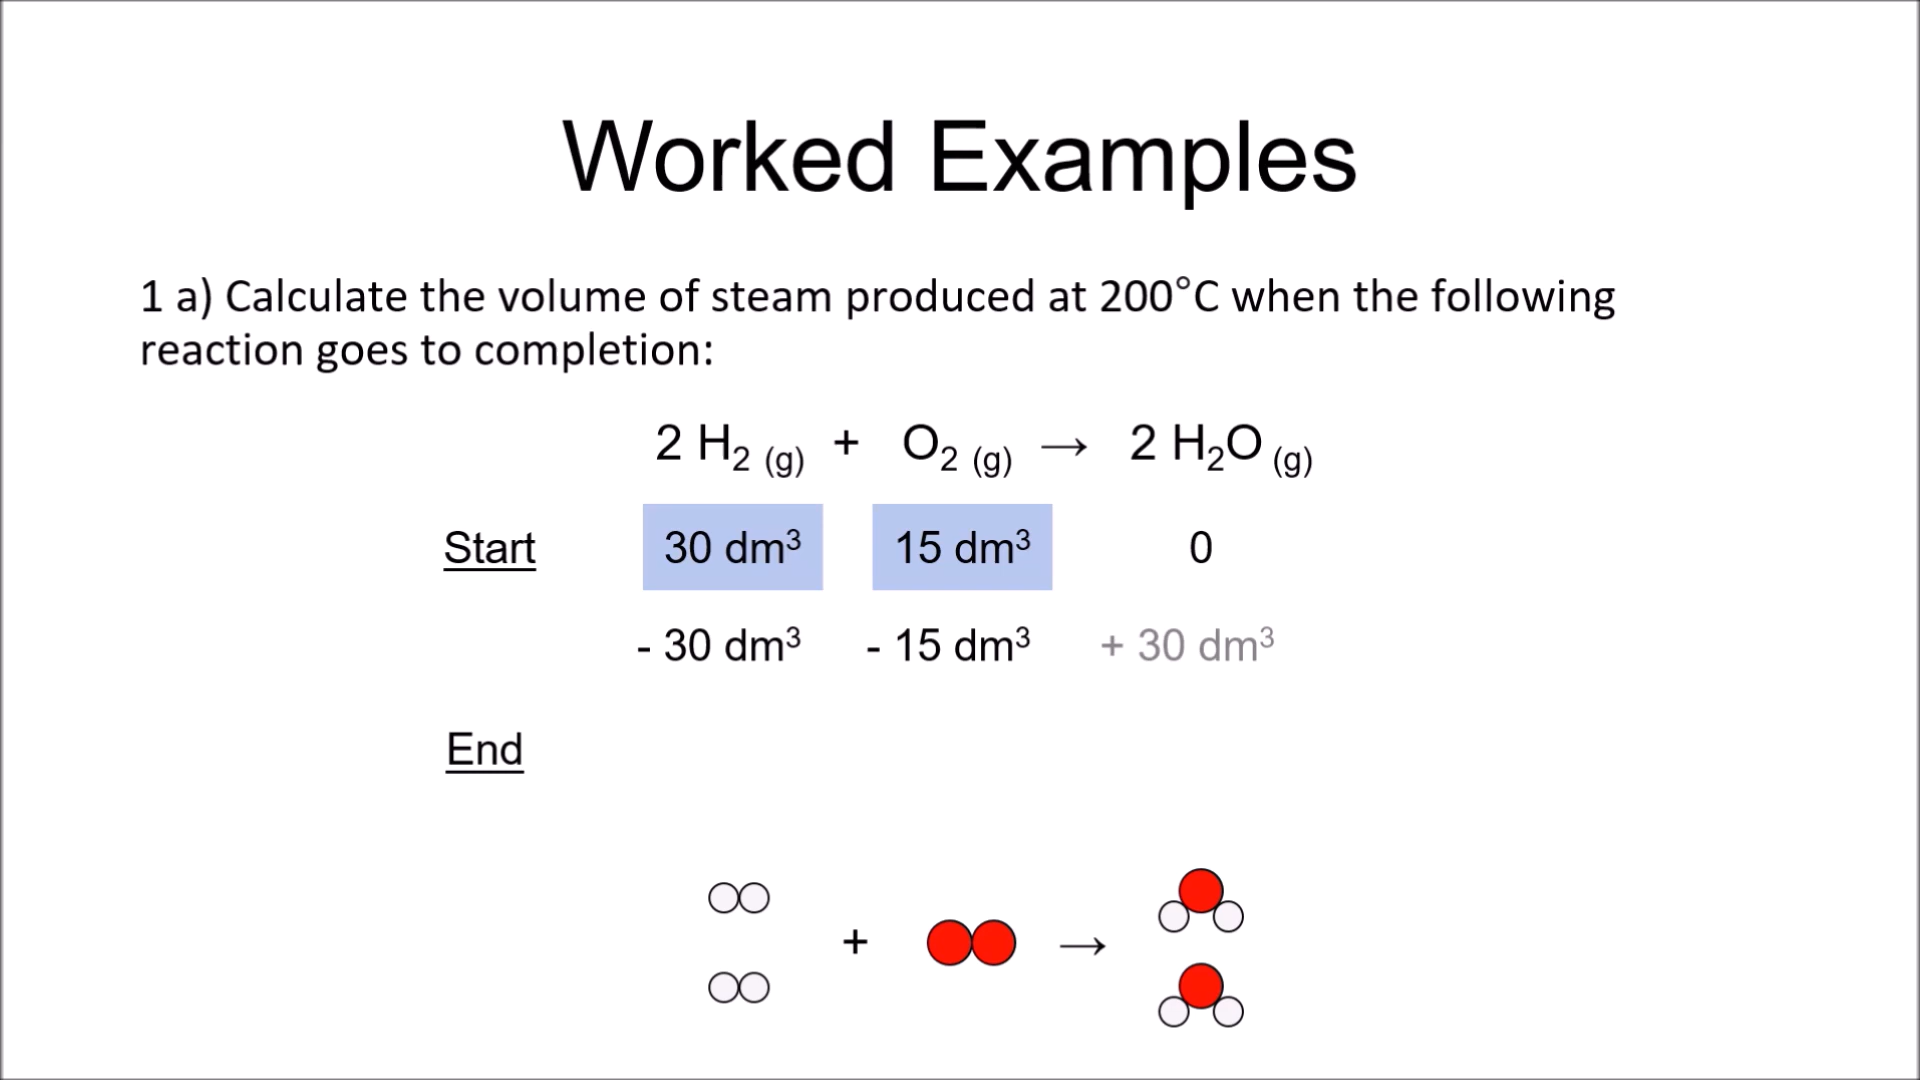 Worked Examples
1 a) Calculate the volume of steam produced at 200°C when the following
reaction goes to completion:
2 H₂ (g) + O₂ (g) → 2 H₂O (g)
Start 30 dm³ 15 dm³ 0
- 30 dm³ - 15 dm³ + 30 dm³
End
+ →